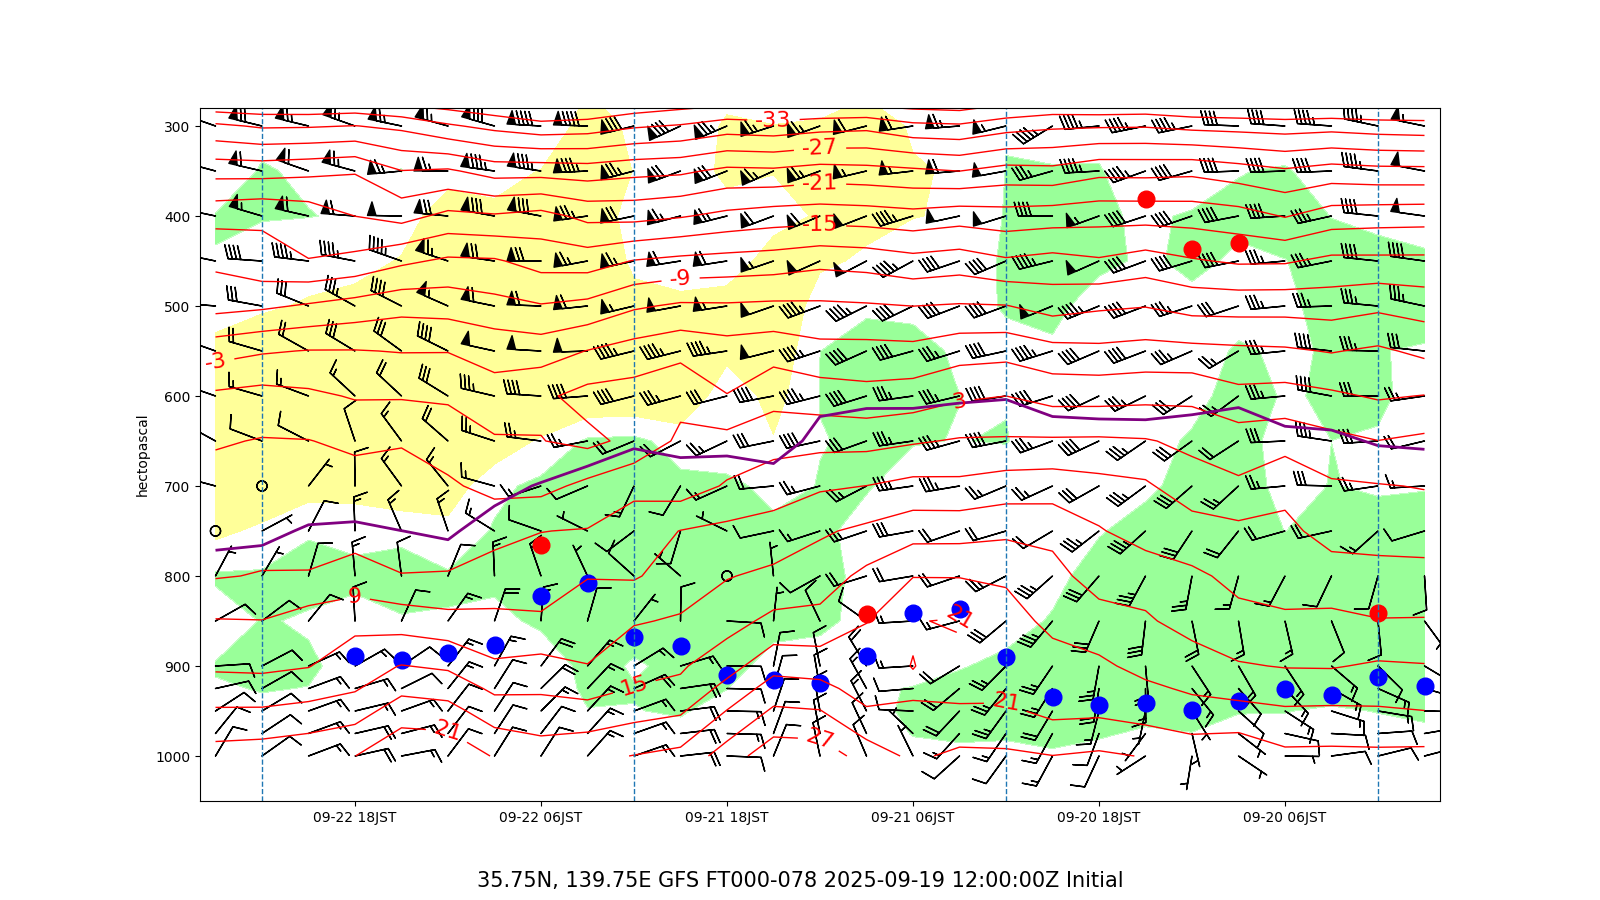 300
400
500
600
700
800
900
1000
hectopascal
-33
-27
-21
-15
-9
-3
3
9
15
21
21
21
27
09-22 18JST
09-22 06JST
09-21 18JST
09-21 06JST
09-20 18JST
09-20 06JST
35.75N, 139.75E GFS FT000-078 2025-09-19 12:00:00Z Initial